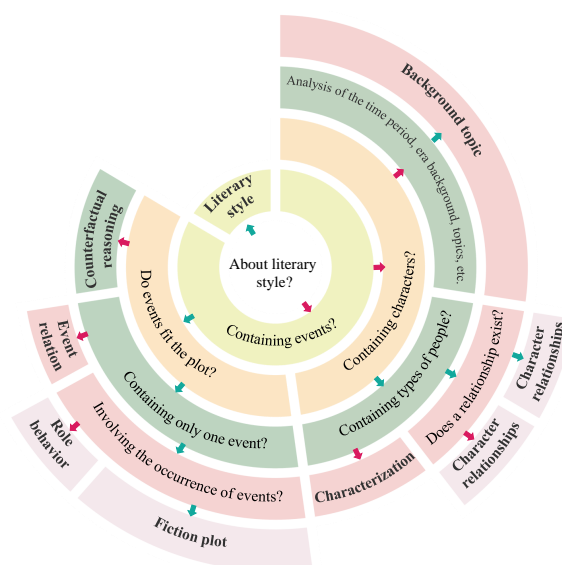 About literary
style?
Literary
style
Containing events?
Containing characters?
Do events fit the plot?
Analysis of the time period, era background, topics, etc.
Background topic
Counterfactual
reasoning
Containing only one event?
Containing types of people?
Does a relationship exist?
Character
relationships
Character
relationships
Characterization
Event
relation
Involving the occurrence of events?
Role
behavior
Fiction plot